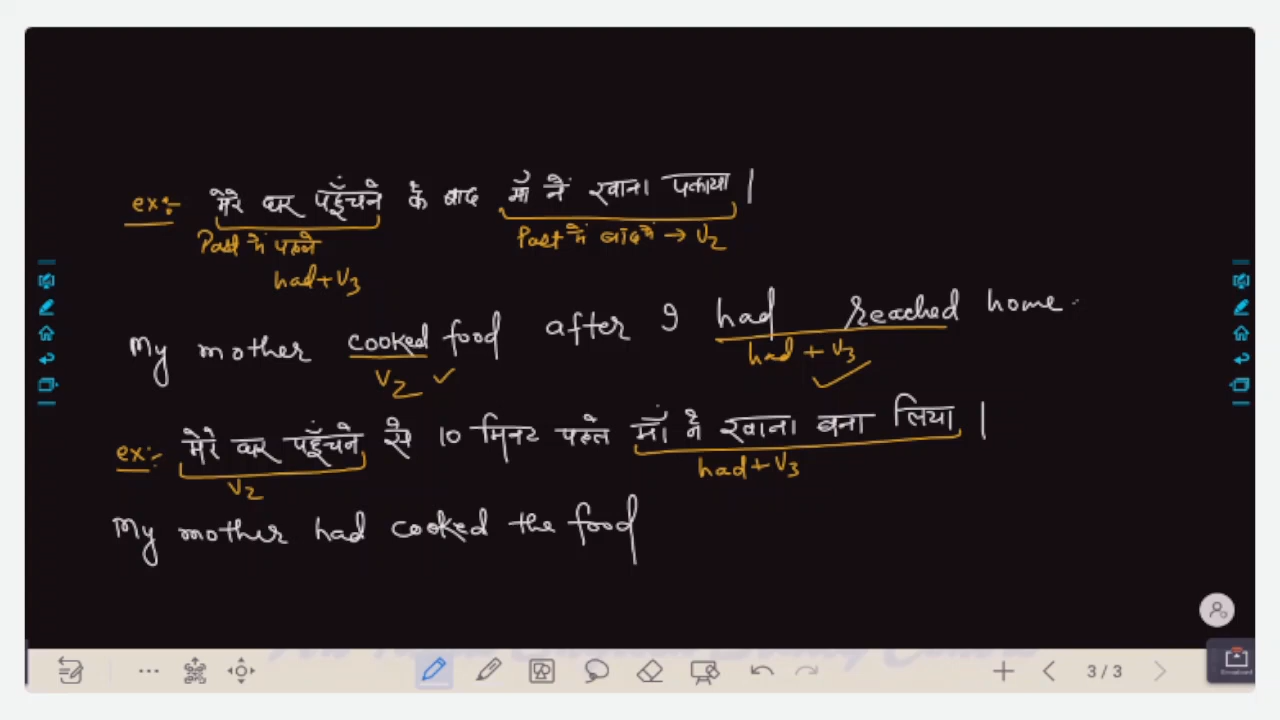 ex:- मेरे घर पहुँचने के बाद माँ ने खाना पकाया |
Past में पहले Past में बाद में → V2
had + V3
My mother cooked food after I had reached home.
V2 ✓ had + V3 ✓
ex:- मेरे घर पहुँचने से 10 मिनट पहले माँ ने खाना बना लिया |
V2 had + V3
My mother had cooked the food
3 / 3